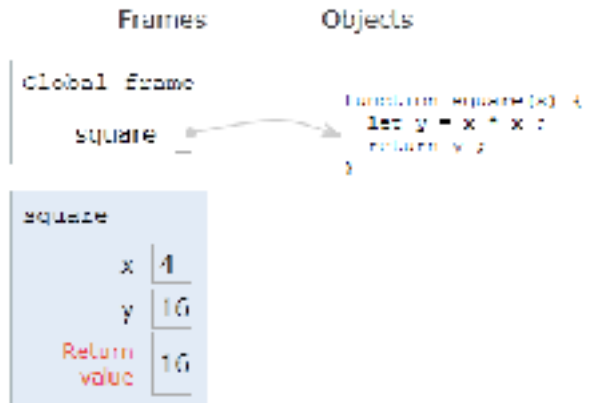 Frames
Objects
Global frame
square
function square(x) {
let y = x * x ;
return y ;
}
square
x 4
y 16
Return
value 16